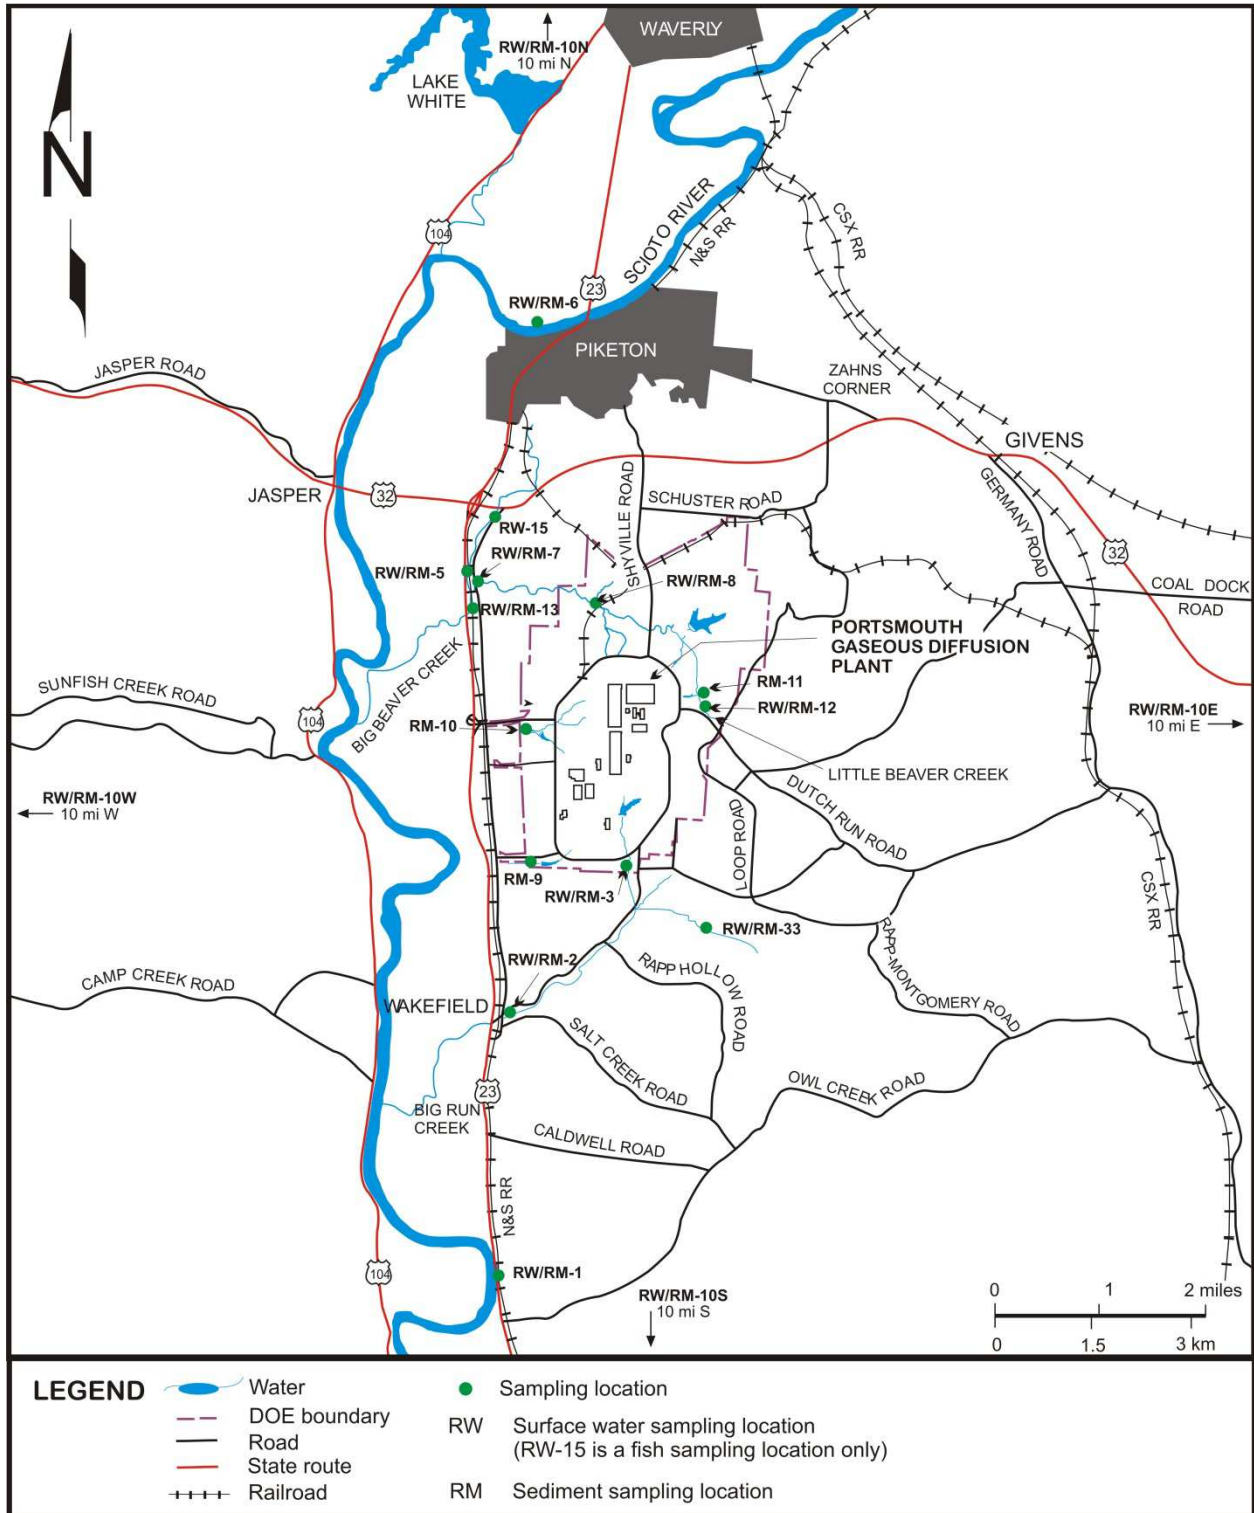 WAVERLY
RW/RM-10N
10 mi N
LAKE
WHITE
N
104
SCIOTO RIVER
N&S RR
CSX RR
23
RW/RM-6
PIKETON
JASPER ROAD
ZAHNS
CORNER
GIVENS
JASPER
32
SHYVILLE ROAD
SCHUSTER ROAD
GERMANY ROAD
RW-15
RW/RM-7
32
RW/RM-5
RW/RM-8
COAL DOCK
ROAD
RW/RM-13
PORTSMOUTH
GASEOUS DIFFUSION
PLANT
BIG BEAVER CREEK
SUNFISH CREEK ROAD
RM-11
RW/RM-12
104
RM-10
RW/RM-10E
10 mi E
LITTLE BEAVER CREEK
RW/RM-10W
10 mi W
LOOP ROAD
DUTCH RUN ROAD
RM-9
RW/RM-3
CSX RR
RW/RM-33
RAPP-MONTGOMERY ROAD
RW/RM-2
RAPP HOLLOW ROAD
CAMP CREEK ROAD
WAKEFIELD
SALT CREEK ROAD
OWL CREEK ROAD
23
BIG RUN
CREEK
CALDWELL ROAD
N&S RR
104
RW/RM-1
RW/RM-10S
10 mi S
0 1 2 miles
0 1.5 3 km
LEGEND
Water
DOE boundary
Road
State route
Railroad
Sampling location
RW Surface water sampling location
(RW-15 is a fish sampling location only)
RM Sediment sampling location